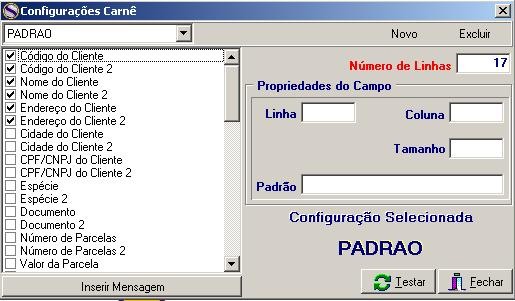 Configurações Carnê
PADRAO
Novo
Excluir
Código do Cliente
Código do Cliente 2
Nome do Cliente
Nome do Cliente 2
Endereço do Cliente
Endereço do Cliente 2
Cidade do Cliente
Cidade do Cliente 2
CPF/CNPJ do Cliente
CPF/CNPJ do Cliente 2
Espécie
Espécie 2
Documento
Documento 2
Número de Parcelas
Número de Parcelas 2
Valor da Parcela
Inserir Mensagem
Número de Linhas 17
Propriedades do Campo
Linha
Coluna
Tamanho
Padrão
Configuração Selecionada
PADRAO
Testar
Fechar